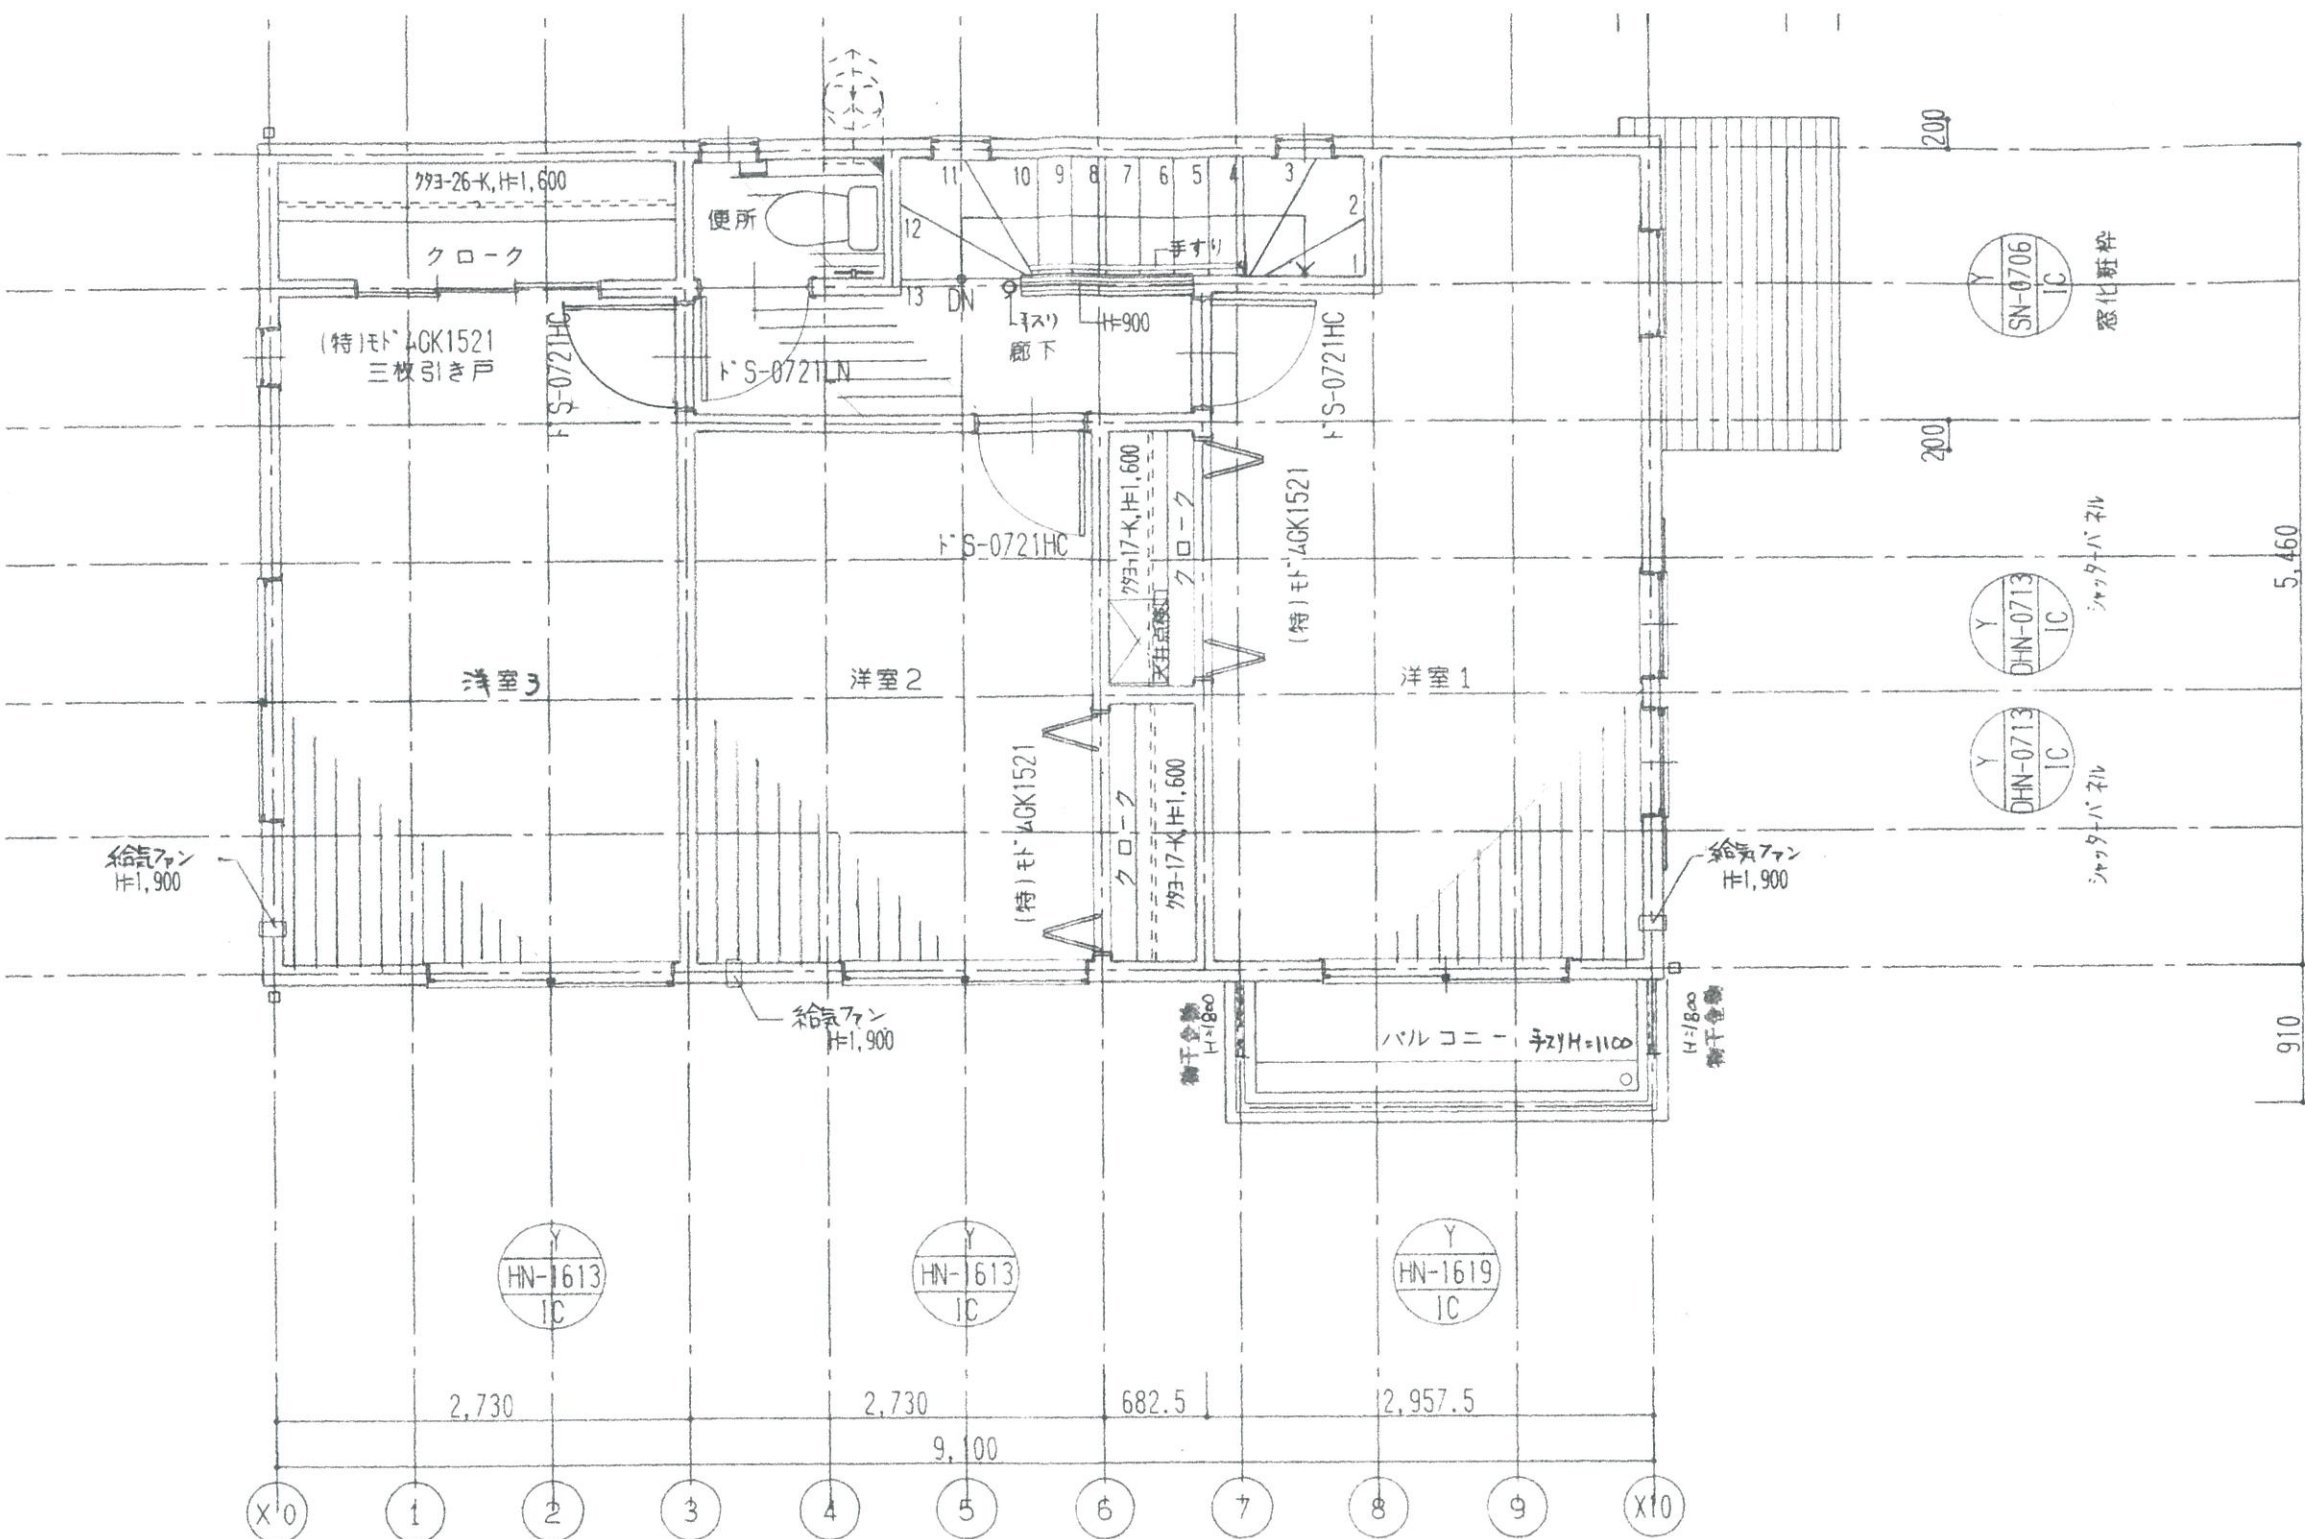 200
クタヨ-26-K,H=1,600
クローク
便所
11
10
9
8
7
6
5
4
3
2
1
12
13
DN
手すり
手スリ
H=900
廊下
(特)モドムGK1521
三枚引き戸
ドS-0721HC
ドS-0721LN
ドS-0721HC
ドS-0721HC
Y
SN-0706
IC
窓化粧枠
200
クタヨ-17-K,H=1,600
クローク
天井点検口
(特)モドムGK1521
シャッターパネル
Y
DHN-0713
IC
5,460
洋室3
洋室2
洋室1
Y
DHN-0713
IC
シャッターパネル
(特)モドムGK1521
クローク
クタヨ-17-K,H=1,600
給気ファン
H=1,900
給気ファン
H=1,900
給気ファン
H=1,900
物干金物
H=1800
バルコニー 手スリH=1100
H=1800
物干金物
910
Y
HN-1613
IC
Y
HN-1613
IC
Y
HN-1619
IC
2,730
2,730
682.5
2,957.5
9,100
X0
1
2
3
4
5
6
7
8
9
X10